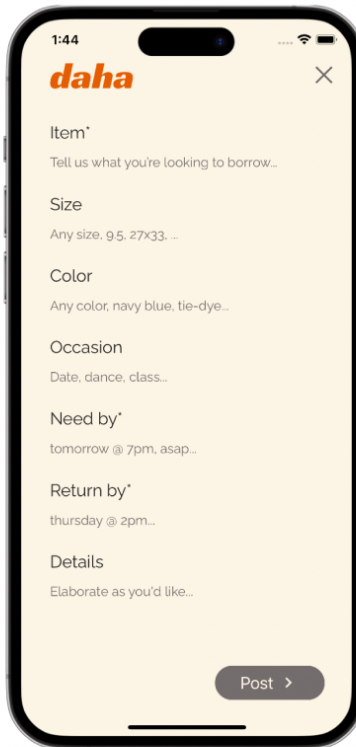 1:44
daha
Item*
Tell us what you're looking to borrow...
Size
Any size, 9.5, 27x33, ...
Color
Any color, navy blue, tie-dye...
Occasion
Date, dance, class...
Need by*
tomorrow @ 7pm, asap...
Return by*
thursday @ 2pm...
Details
Elaborate as you'd like...
Post